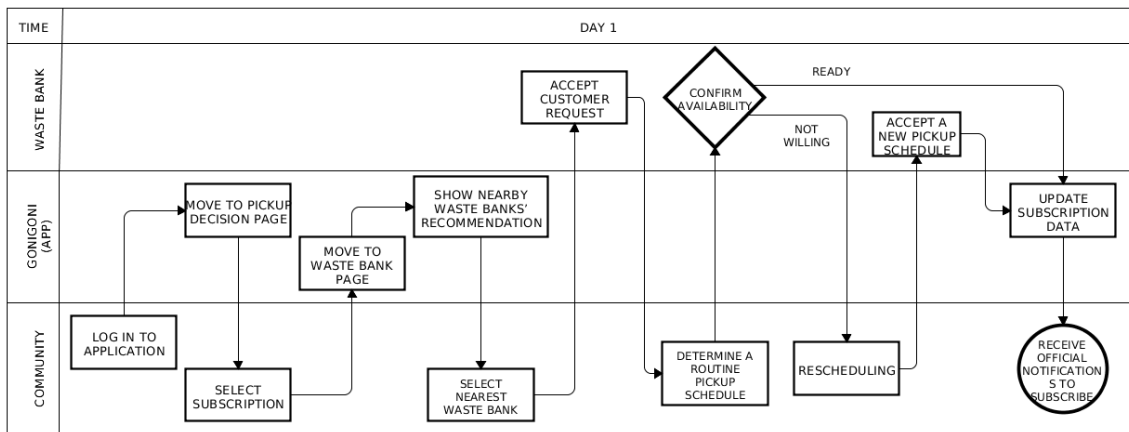 TIME
DAY 1
WASTE BANK
ACCEPT
CUSTOMER
REQUEST
CONFIRM
AVAILABILITY
READY
NOT
WILLING
ACCEPT A
NEW PICKUP
SCHEDULE
GONIGONI
(APP)
MOVE TO PICKUP
DECISION PAGE
MOVE TO
WASTE BANK
PAGE
SHOW NEARBY
WASTE BANKS'
RECOMMENDATION
UPDATE
SUBSCRIPTION
DATA
COMMUNITY
LOG IN TO
APPLICATION
SELECT
SUBSCRIPTION
SELECT
NEAREST
WASTE BANK
DETERMINE A
ROUTINE
PICKUP
SCHEDULE
RESCHEDULING
RECEIVE
OFFICIAL
NOTIFICATION
S TO
SUBSCRIBE